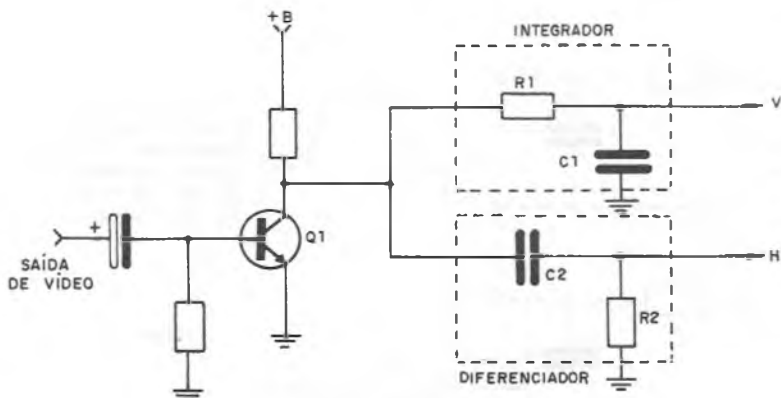 +B
INTEGRADOR
R1
V
C1
+
Q1
SAÍDA
DE VÍDEO
C2
H
R2
DIFERENCIADOR